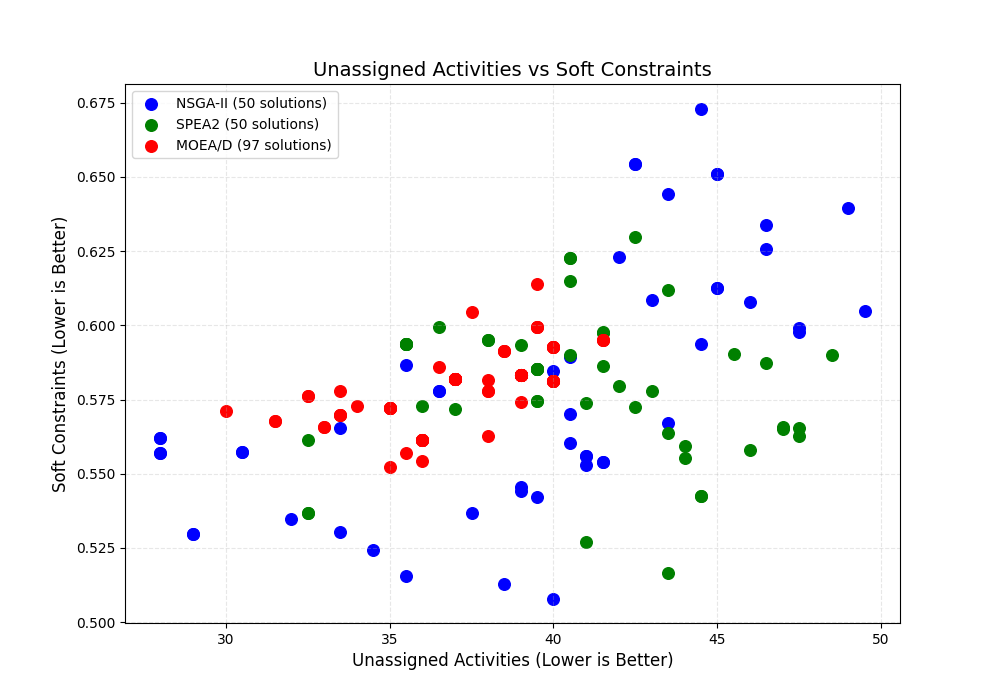 Unassigned Activities vs Soft Constraints
NSGA-II (50 solutions)
SPEA2 (50 solutions)
MOEA/D (97 solutions)
Soft Constraints (Lower is Better)
0.675
0.650
0.625
0.600
0.575
0.550
0.525
0.500
30
35
40
45
50
Unassigned Activities (Lower is Better)